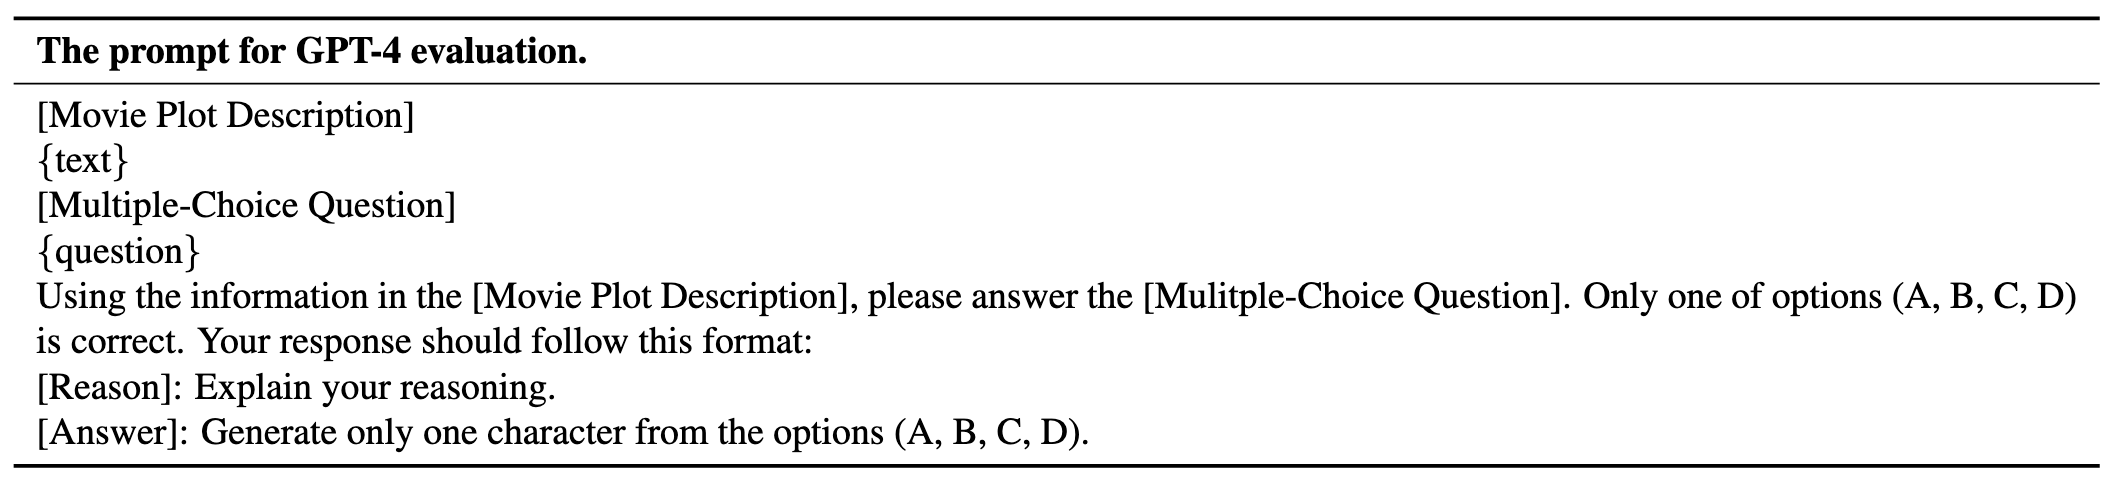 The prompt for GPT-4 evaluation.
[Movie Plot Description]
{text}
[Multiple-Choice Question]
{question}
Using the information in the [Movie Plot Description], please answer the [Mulitple-Choice Question]. Only one of options (A, B, C, D)
is correct. Your response should follow this format:
[Reason]: Explain your reasoning.
[Answer]: Generate only one character from the options (A, B, C, D).